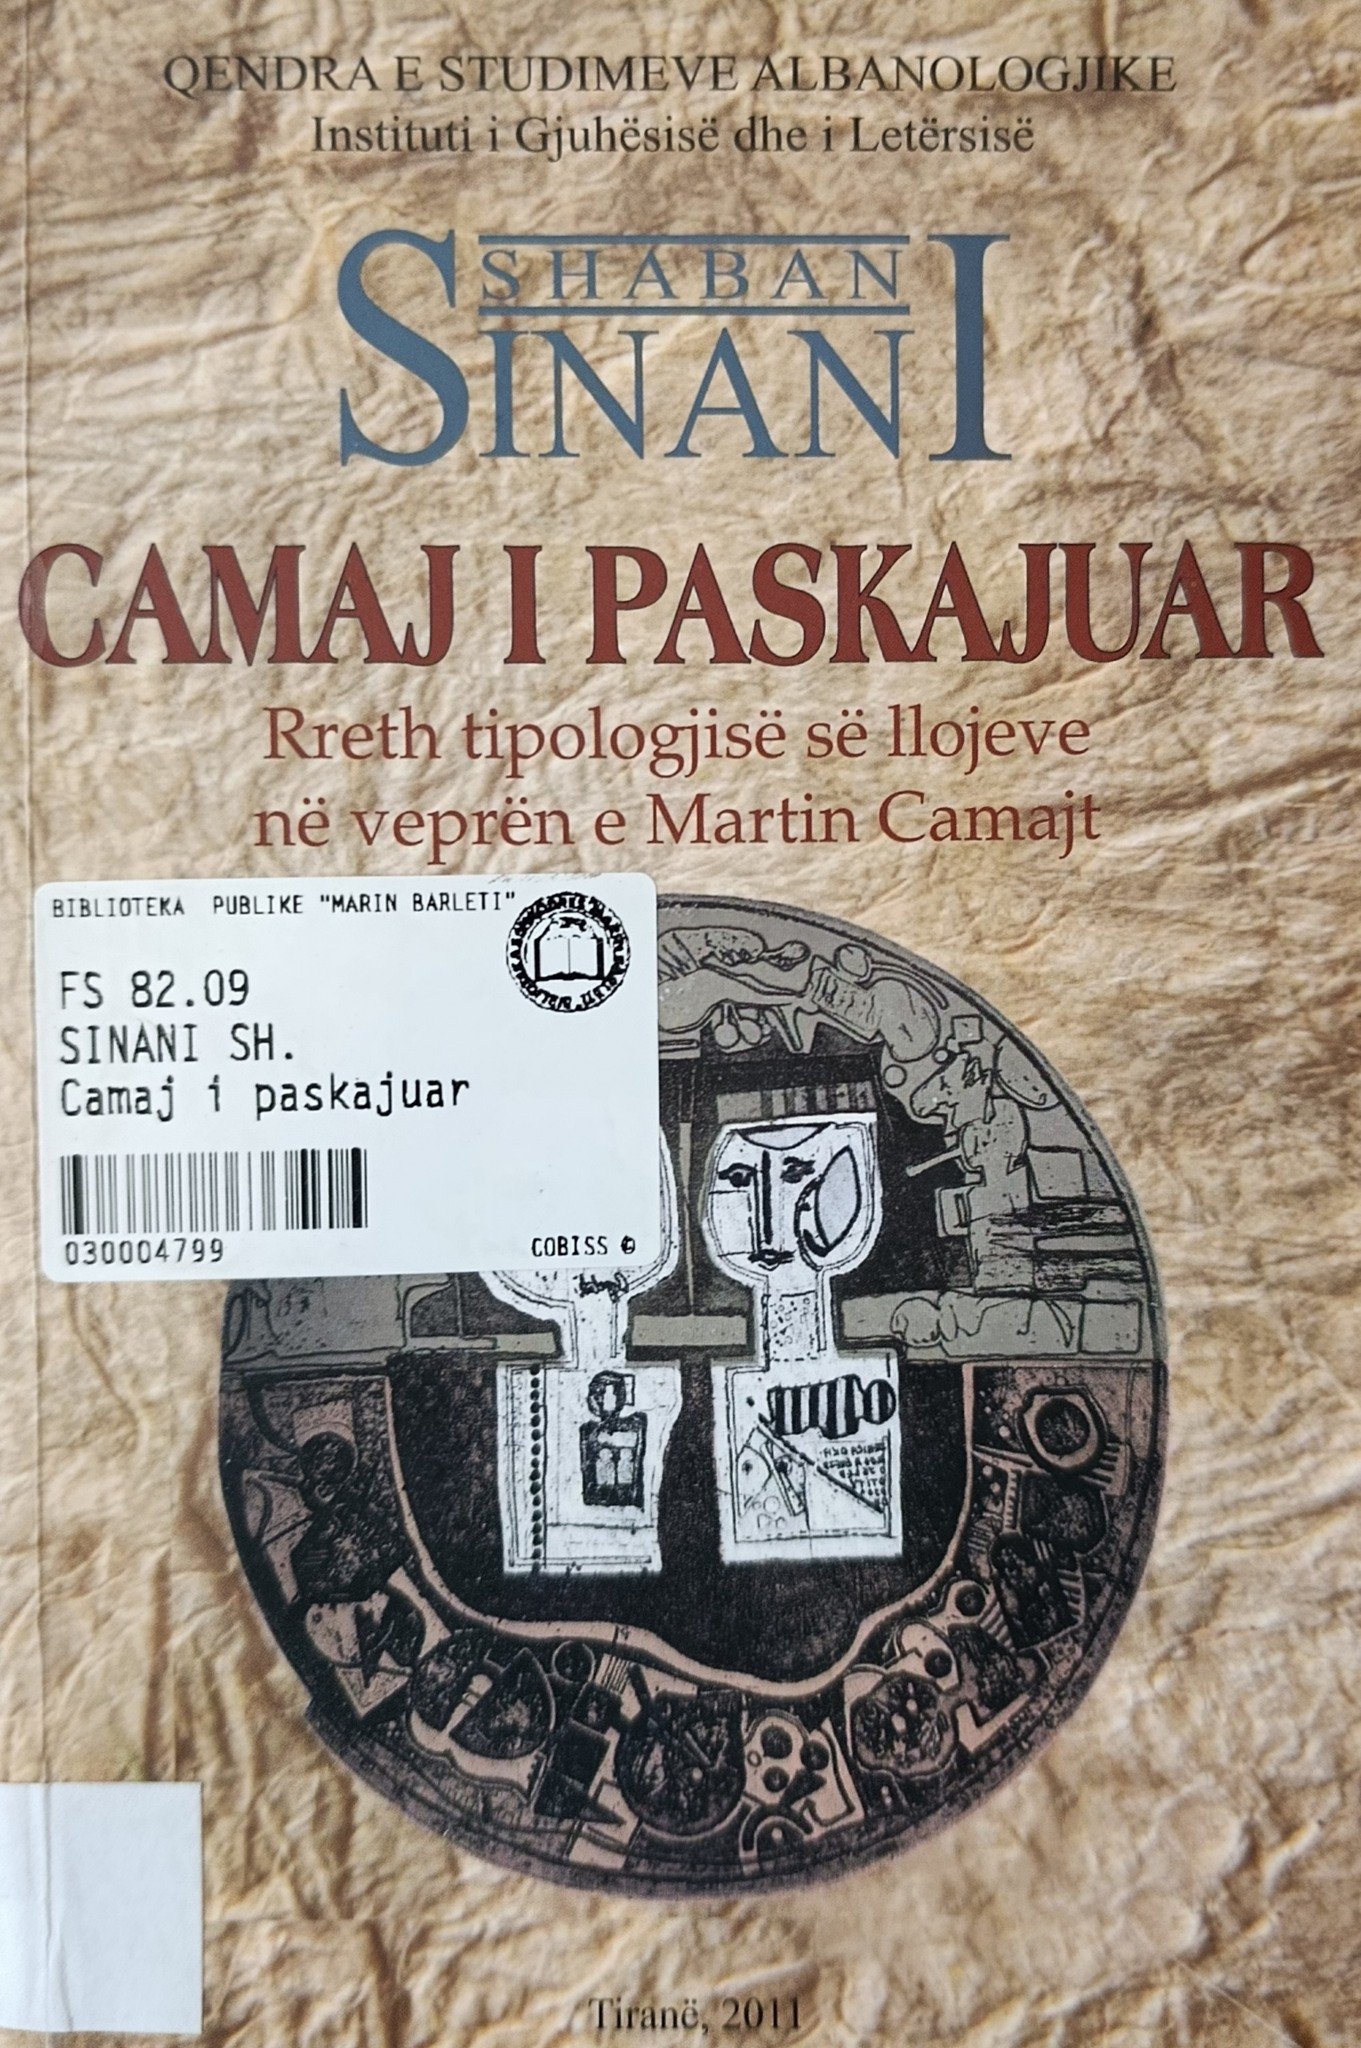 QENDRA E STUDIMEVE ALBANOLOGJIKE
Instituti i Gjuhësisë dhe i Letërsisë
SHABAN
SINANI
CAMAJ I PASKAJUAR
Rreth tipologjisë së llojeve
në veprën e Martin Camajt
BIBLIOTEKA PUBLIKE "MARIN BARLETI"
FS 82.09
SINANI SH.
Camaj i paskajuar
030004799
COBISS
Tiranë, 2011